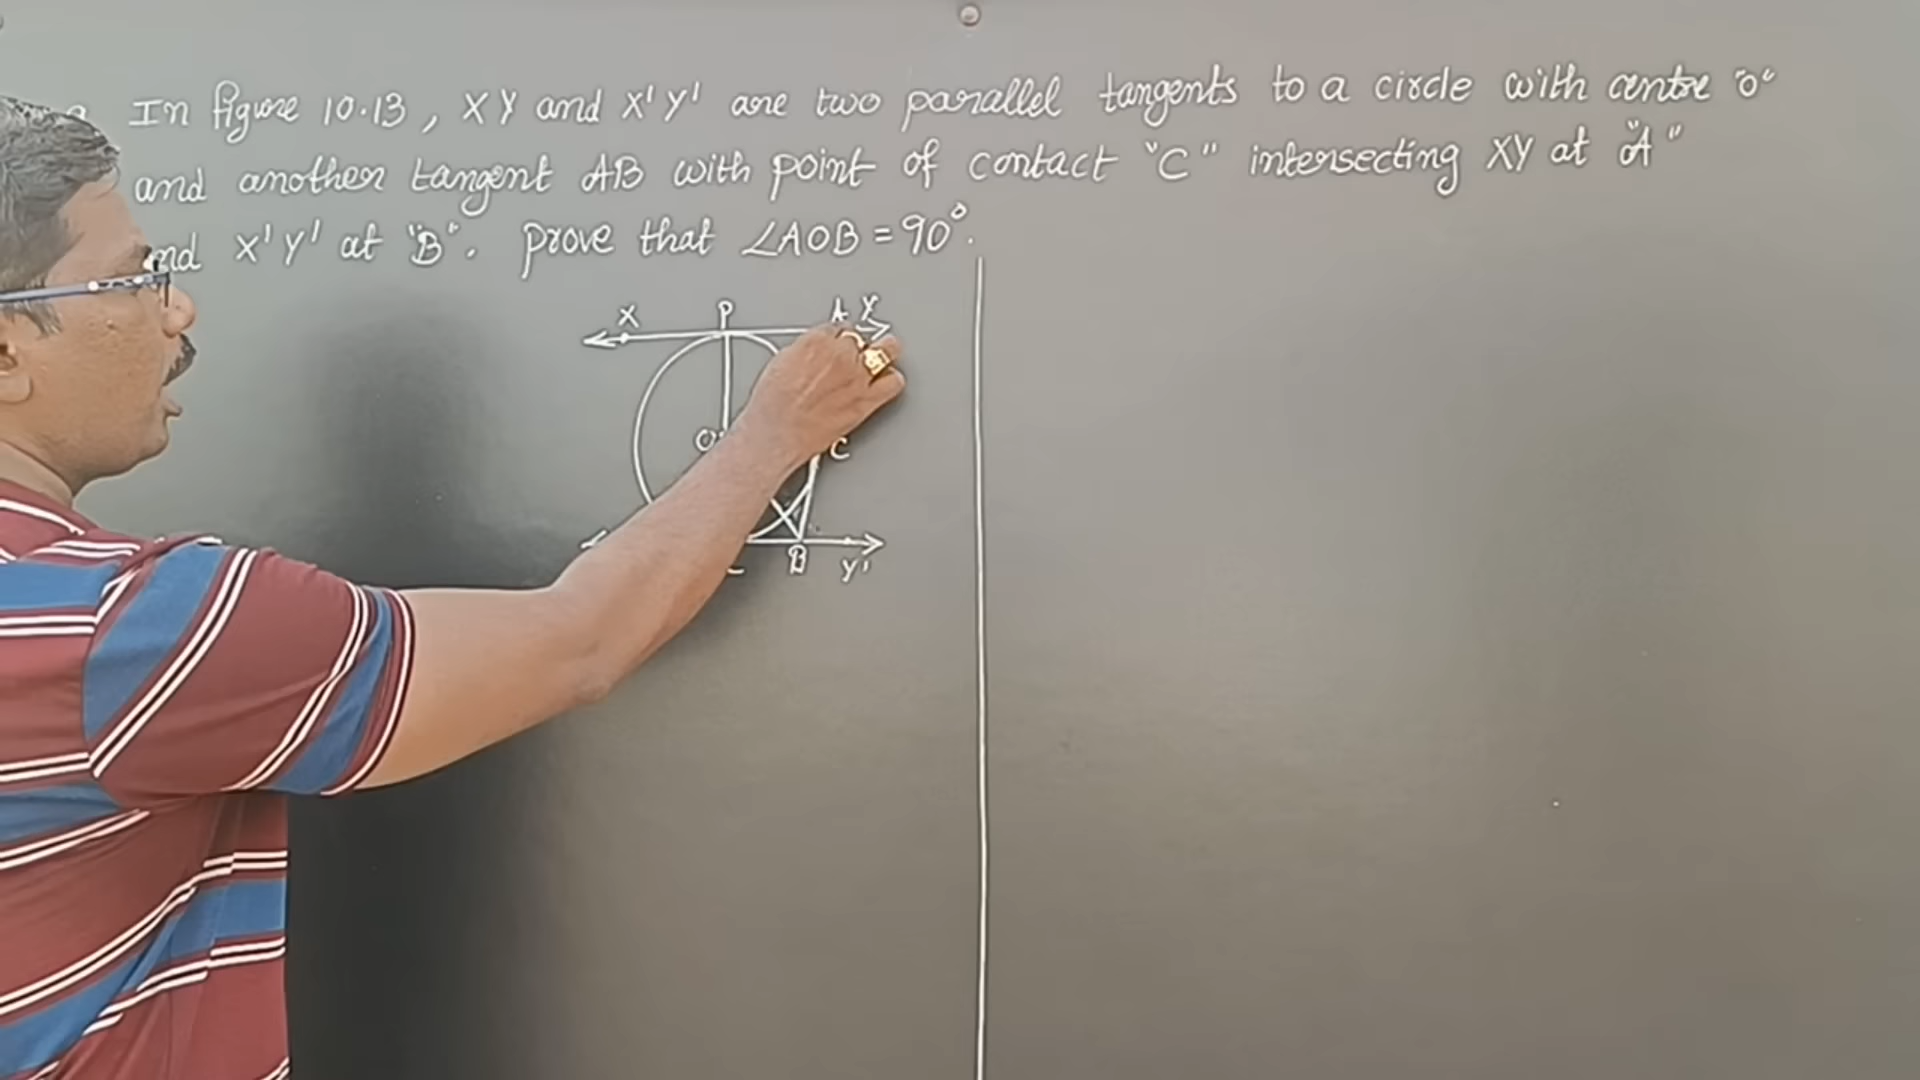 In figure 10.13, XY and X'Y' are two parallel tangents to a circle with centre "O"
and another tangent AB with point of contact "C" intersecting XY at "A"
nd X'Y' at "B". prove that ∠AOB = 90°.
X P A Y
O C
B Y'